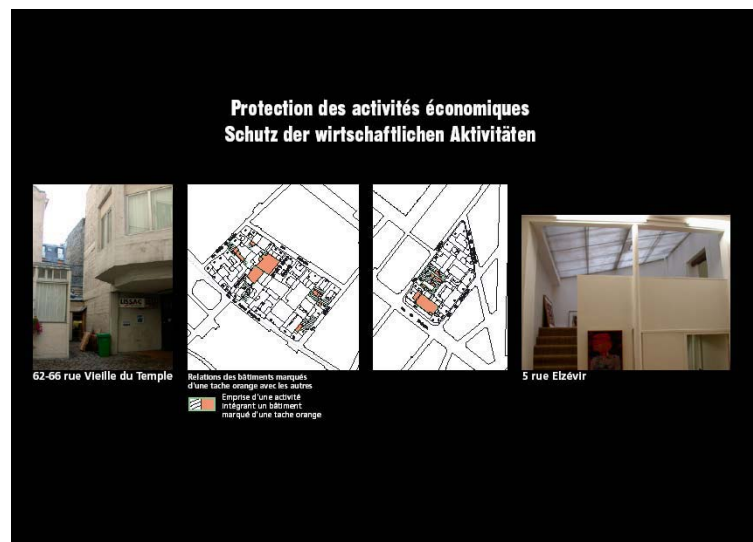 Protection des activités économiques
Schutz der wirtschaftlichen Aktivitäten
LISSAC
62-66 rue Vieille du Temple
Relations des bâtiments marqués
d'une tache orange avec les autres
Emprise d'une activité
intégrant un bâtiment
marqué d'une tache orange
5 rue Elzévir